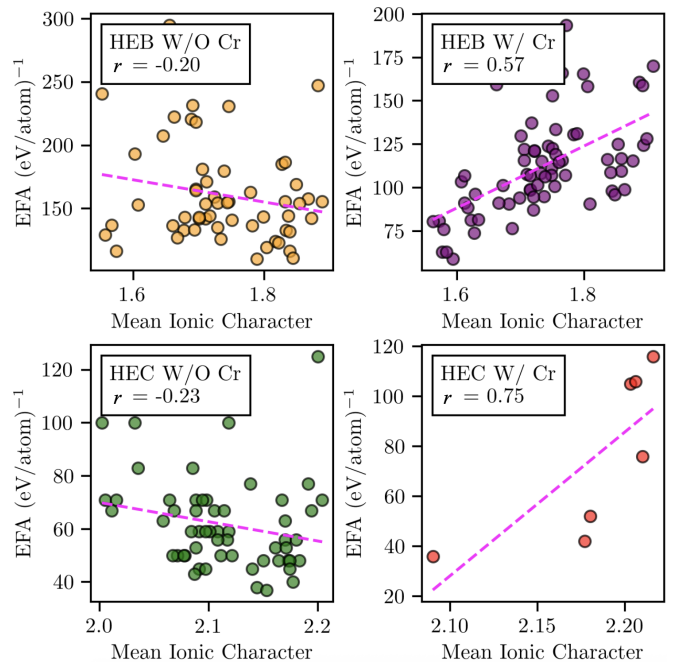 300
250
200
150
EFA (eV/atom)⁻¹
HEB W/O Cr
r = -0.20
1.6
1.8
Mean Ionic Character
200
175
150
125
100
75
EFA (eV/atom)⁻¹
HEB W/ Cr
r = 0.57
1.6
1.8
Mean Ionic Character
120
100
80
60
40
EFA (eV/atom)⁻¹
HEC W/O Cr
r = -0.23
2.0
2.1
2.2
Mean Ionic Character
120
100
80
60
40
20
EFA (eV/atom)⁻¹
HEC W/ Cr
r = 0.75
2.10
2.15
2.20
Mean Ionic Character